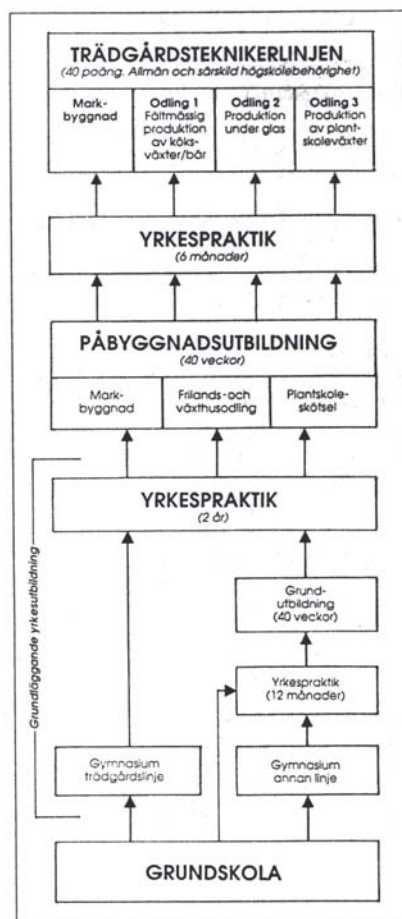 TRÄDGÅRDSTEKNIKERLINJEN
(40 poäng. Allmän och särskild högskolebehörighet)
Mark-
byggnad
Odling 1
Fältmässig
produktion
av köks-
växter/bär
Odling 2
Produktion
under glas
Odling 3
Produktion
av plant-
skoleväxter
YRKESPRAKTIK
(6 månader)
PÅBYGGNADSUTBILDNING
(40 veckor)
Mark-
byggnad
Frilands- och
växthusodling
Plantskole-
skötsel
YRKESPRAKTIK
(2 år)
Grundläggande yrkesutbildning
Grund-
utbildning
(40 veckor)
Yrkespraktik
(12 månader)
Gymnasium
trädgårdslinje
Gymnasium
annan linje
GRUNDSKOLA